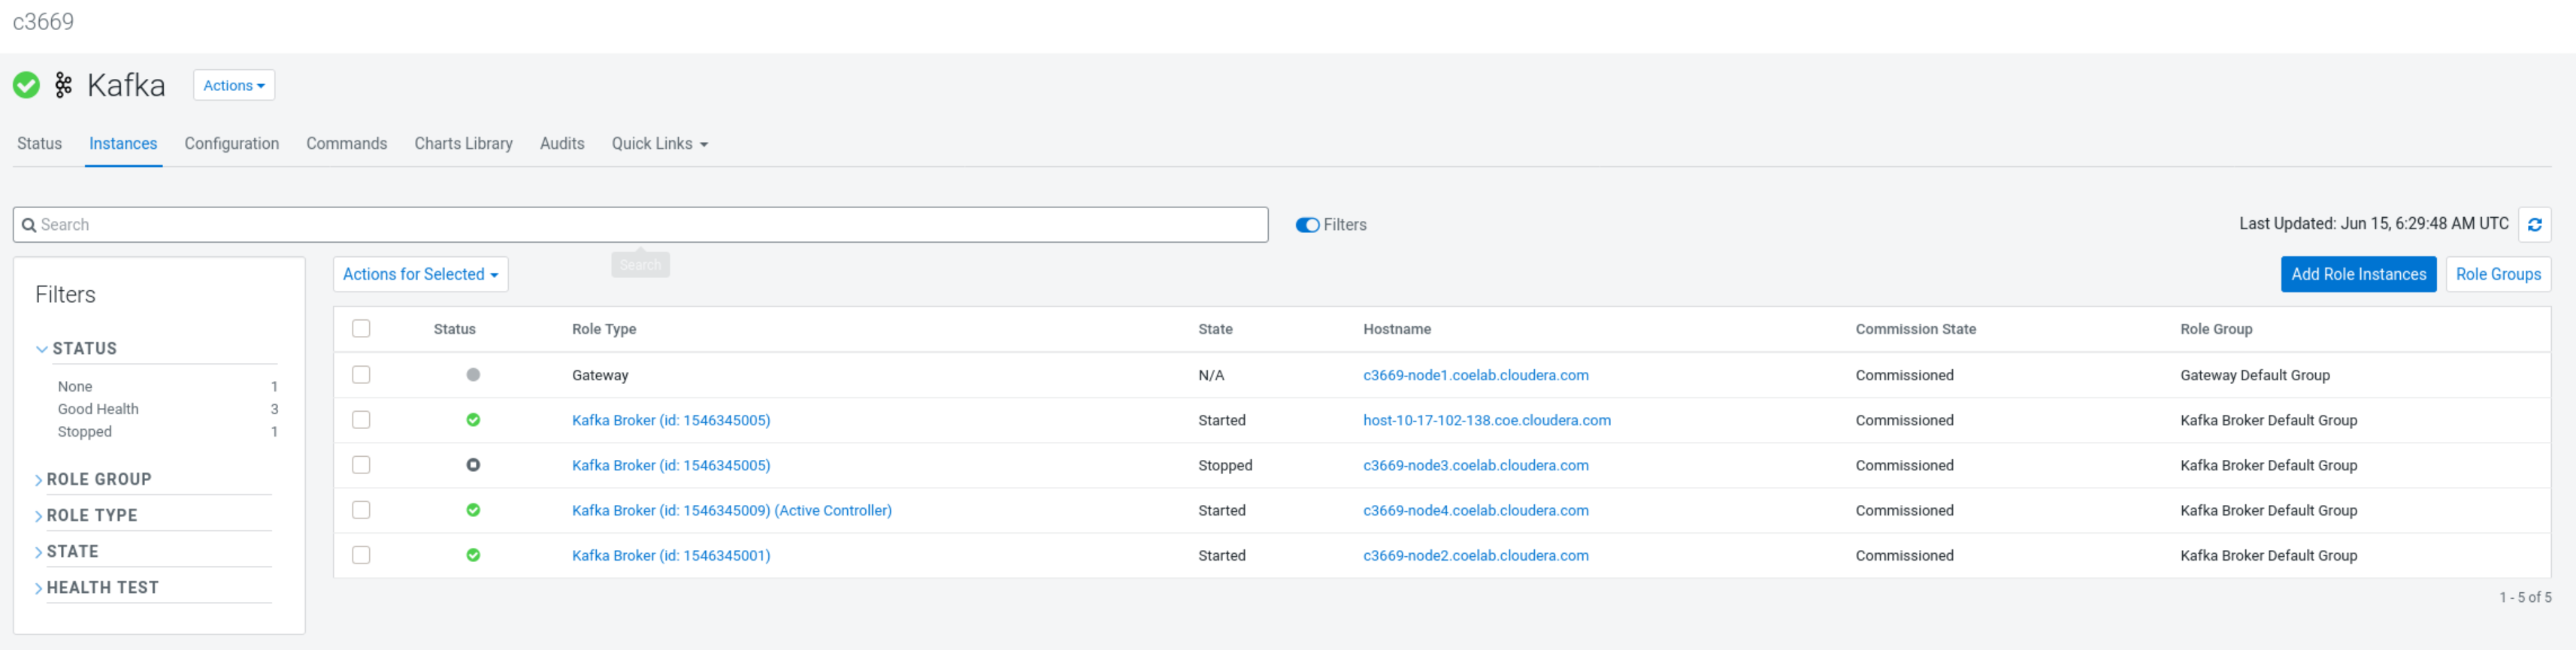 c3669
Kafka Actions
Status Instances Configuration Commands Charts Library Audits Quick Links
Search Filters Last Updated: Jun 15, 6:29:48 AM UTC
Search
Actions for Selected Add Role Instances Role Groups
Filters
STATUS
None 1
Good Health 3
Stopped 1
ROLE GROUP
ROLE TYPE
STATE
HEALTH TEST
Status Role Type State Hostname Commission State Role Group
Gateway N/A c3669-node1.coelab.cloudera.com Commissioned Gateway Default Group
Kafka Broker (id: 1546345005) Started host-10-17-102-138.coe.cloudera.com Commissioned Kafka Broker Default Group
Kafka Broker (id: 1546345005) Stopped c3669-node3.coelab.cloudera.com Commissioned Kafka Broker Default Group
Kafka Broker (id: 1546345009) (Active Controller) Started c3669-node4.coelab.cloudera.com Commissioned Kafka Broker Default Group
Kafka Broker (id: 1546345001) Started c3669-node2.coelab.cloudera.com Commissioned Kafka Broker Default Group
1 - 5 of 5